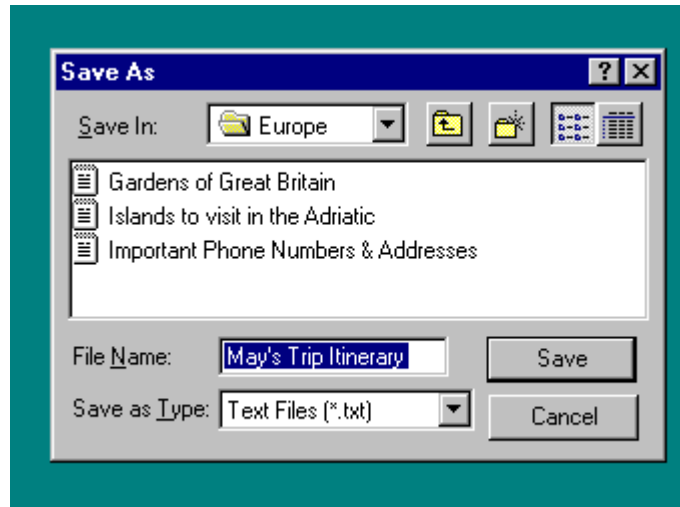 Save As
Save In: Europe
Gardens of Great Britain
Islands to visit in the Adriatic
Important Phone Numbers & Addresses
File Name: May's Trip Itinerary Save
Save as Type: Text Files (*.txt) Cancel